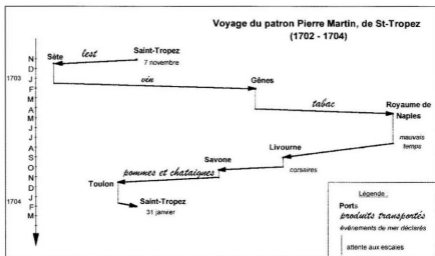 Voyage du patron Pierre Martin, de St-Tropez
(1702 - 1704)
lest
Saint-Tropez
7 novembre
Sète
N
D
1703
J
F
M
A
M
J
J
A
S
O
N
D
1704
J
F
M
vin
Gênes
tabac
Royaume de
Naples
mauvais
temps
Livourne
corsaires
Savone
pommes et chataignes
Toulon
Saint-Tropez
31 janvier
Légende :
Ports
produits transportés
évènements de mer déclarés
attente aux escales